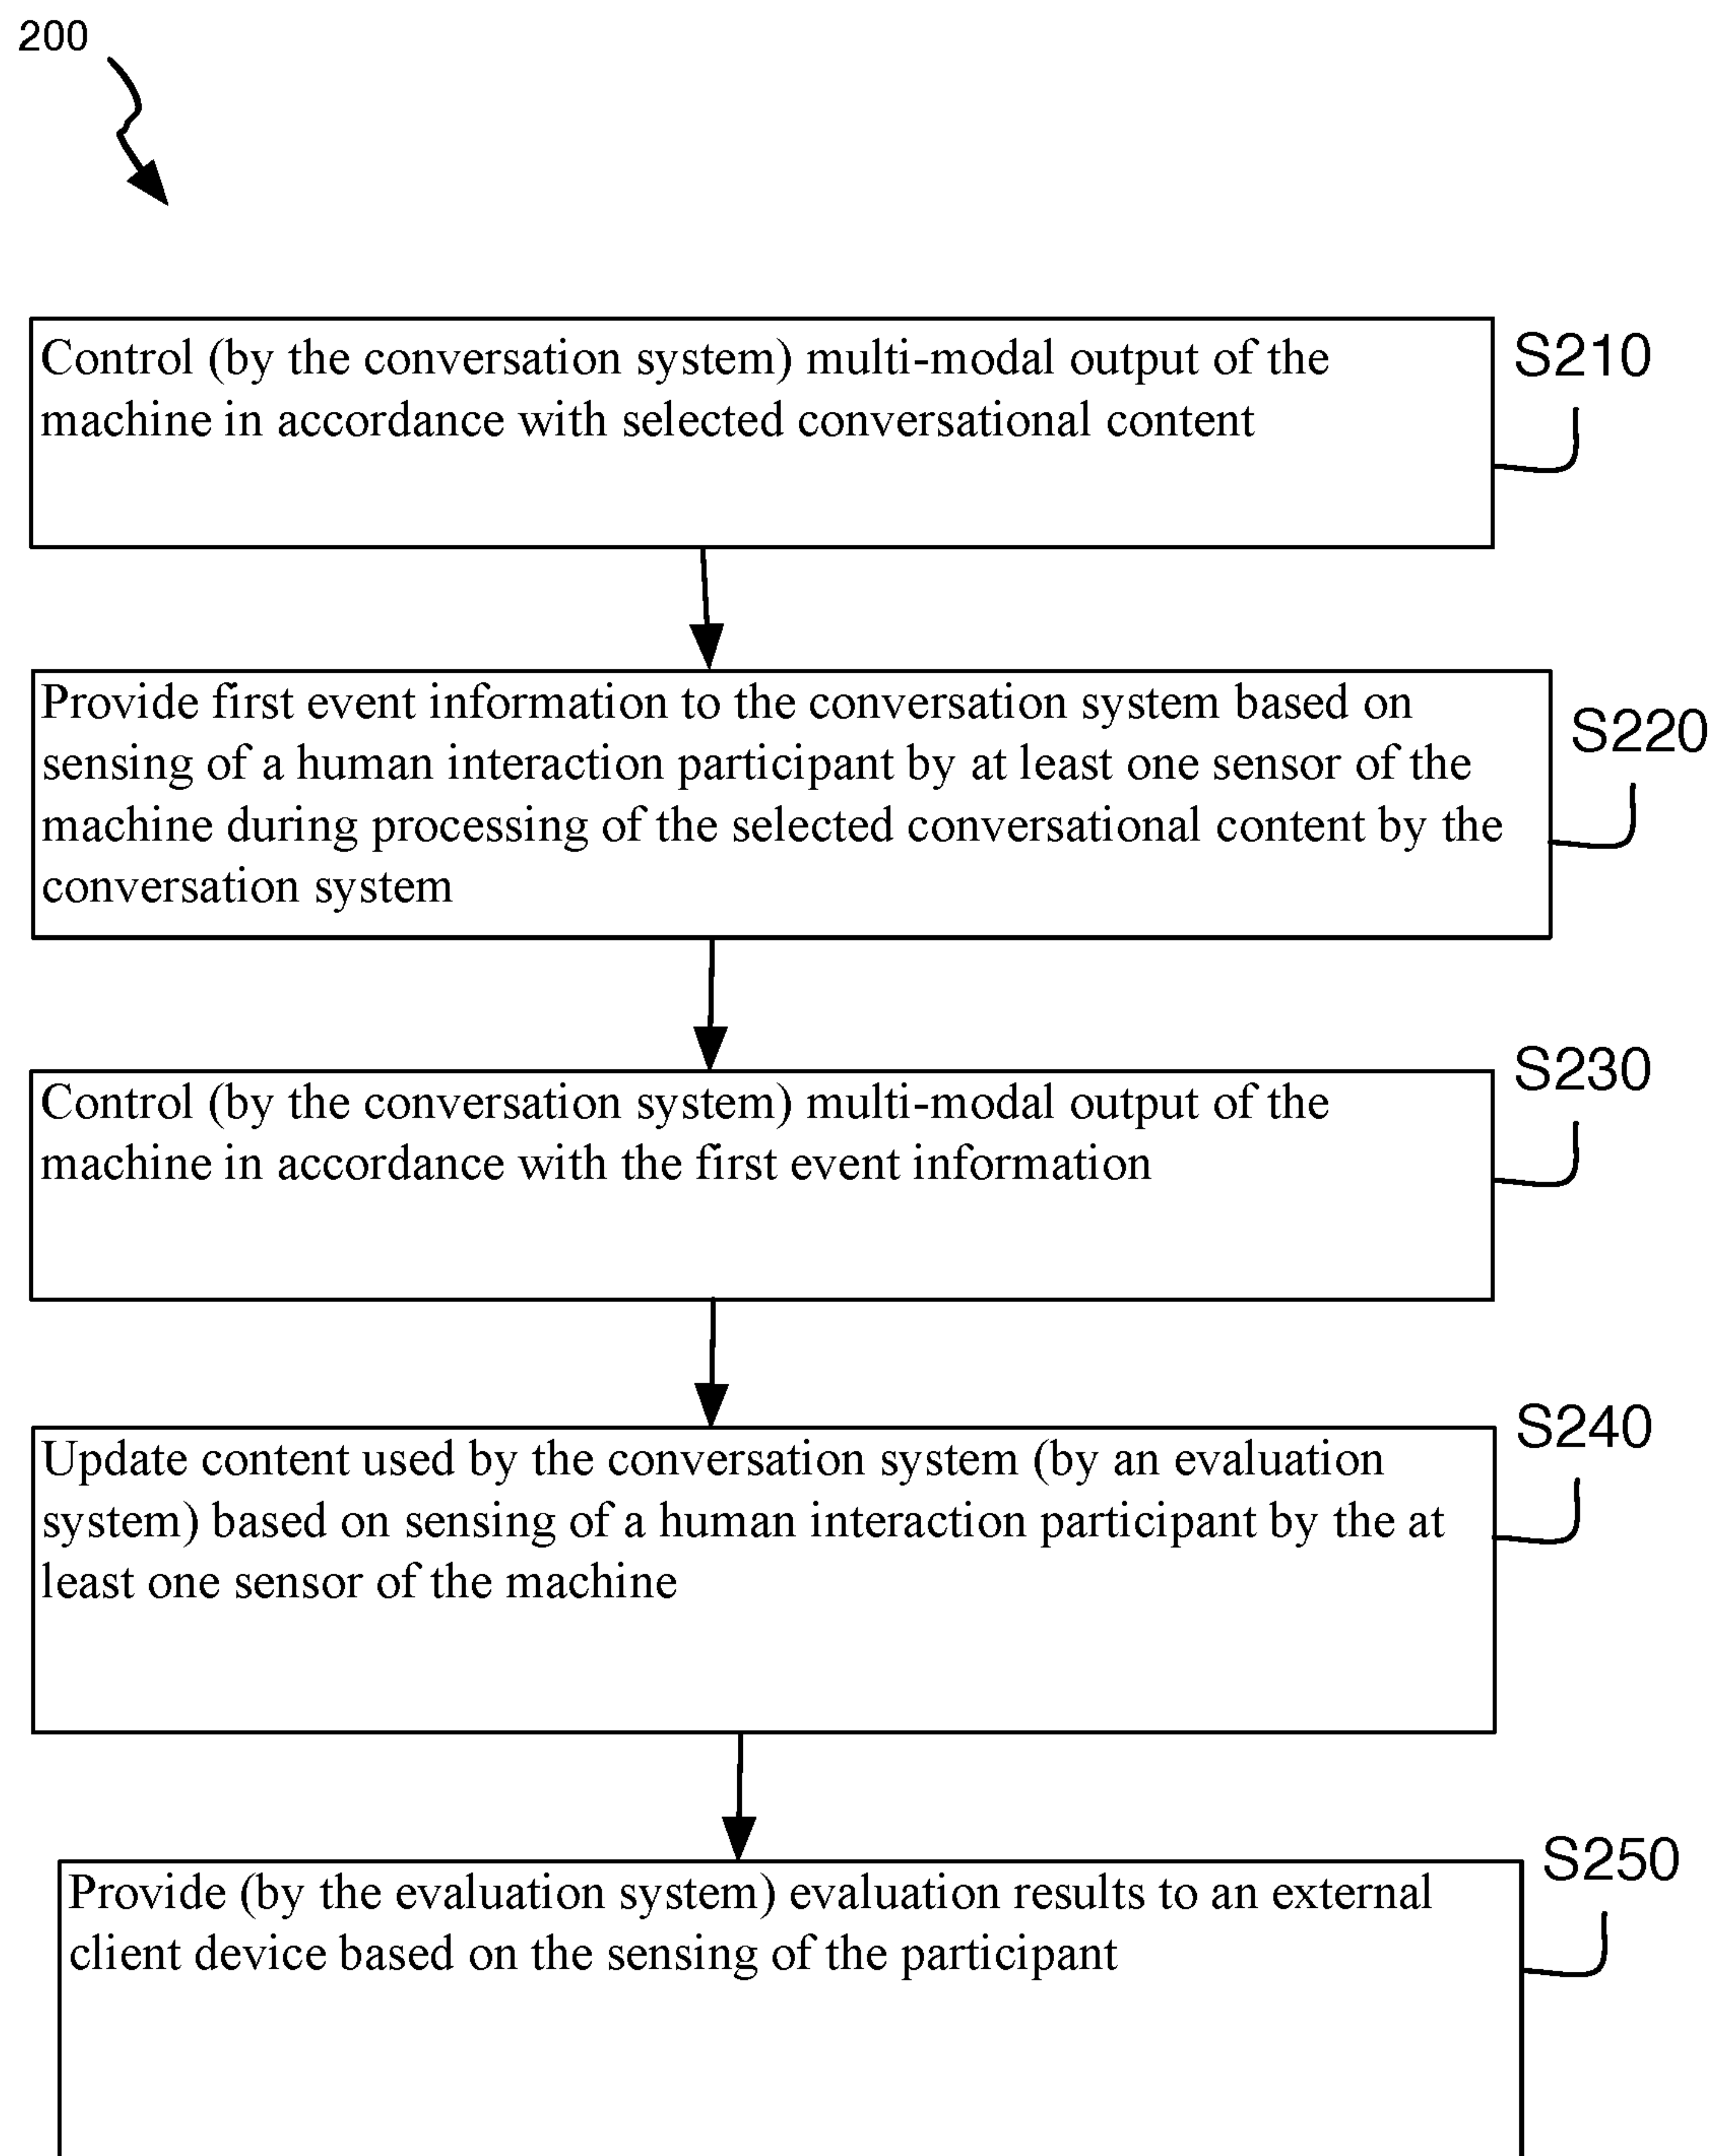 200
Control (by the conversation system) multi-modal output of the
machine in accordance with selected conversational content
S210
Provide first event information to the conversation system based on
sensing of a human interaction participant by at least one sensor of the
machine during processing of the selected conversational content by the
conversation system
S220
Control (by the conversation system) multi-modal output of the
machine in accordance with the first event information
S230
Update content used by the conversation system (by an evaluation
system) based on sensing of a human interaction participant by the at
least one sensor of the machine
S240
Provide (by the evaluation system) evaluation results to an external
client device based on the sensing of the participant
S250